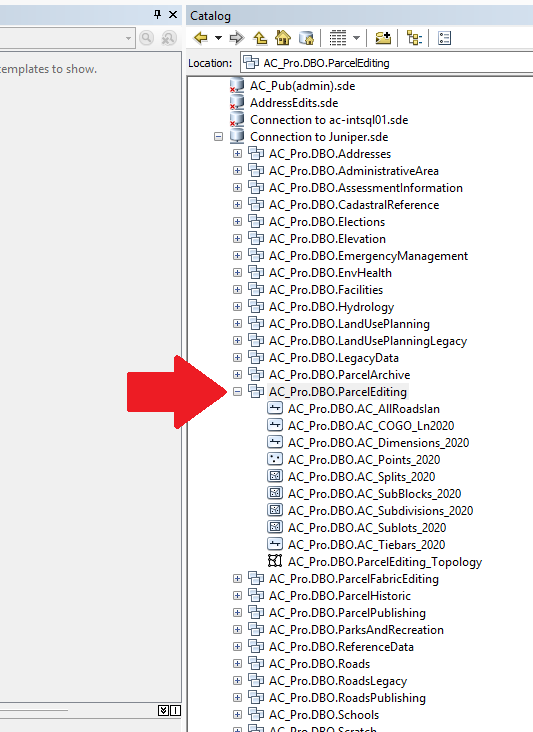 Catalog
Location: AC_Pro.DBO.ParcelEditing
emplates to show.
AC_Pub(admin).sde
AddressEdits.sde
Connection to ac-intsql01.sde
Connection to Juniper.sde
AC_Pro.DBO.Addresses
AC_Pro.DBO.AdministrativeArea
AC_Pro.DBO.AssessmentInformation
AC_Pro.DBO.CadastralReference
AC_Pro.DBO.Elections
AC_Pro.DBO.Elevation
AC_Pro.DBO.EmergencyManagement
AC_Pro.DBO.EnvHealth
AC_Pro.DBO.Facilities
AC_Pro.DBO.Hydrology
AC_Pro.DBO.LandUsePlanning
AC_Pro.DBO.LandUsePlanningLegacy
AC_Pro.DBO.LegacyData
AC_Pro.DBO.ParcelArchive
AC_Pro.DBO.ParcelEditing
AC_Pro.DBO.AC_AllRoadsIan
AC_Pro.DBO.AC_COGO_Ln2020
AC_Pro.DBO.AC_Dimensions_2020
AC_Pro.DBO.AC_Points_2020
AC_Pro.DBO.AC_Splits_2020
AC_Pro.DBO.AC_SubBlocks_2020
AC_Pro.DBO.AC_Subdivisions_2020
AC_Pro.DBO.AC_Sublots_2020
AC_Pro.DBO.AC_Tiebars_2020
AC_Pro.DBO.ParcelEditing_Topology
AC_Pro.DBO.ParcelFabricEditing
AC_Pro.DBO.ParcelHistoric
AC_Pro.DBO.ParcelPublishing
AC_Pro.DBO.ParksAndRecreation
AC_Pro.DBO.ReferenceData
AC_Pro.DBO.Roads
AC_Pro.DBO.RoadsLegacy
AC_Pro.DBO.RoadsPublishing
AC_Pro.DBO.Schools
AC_Pro.DBO.Scratch